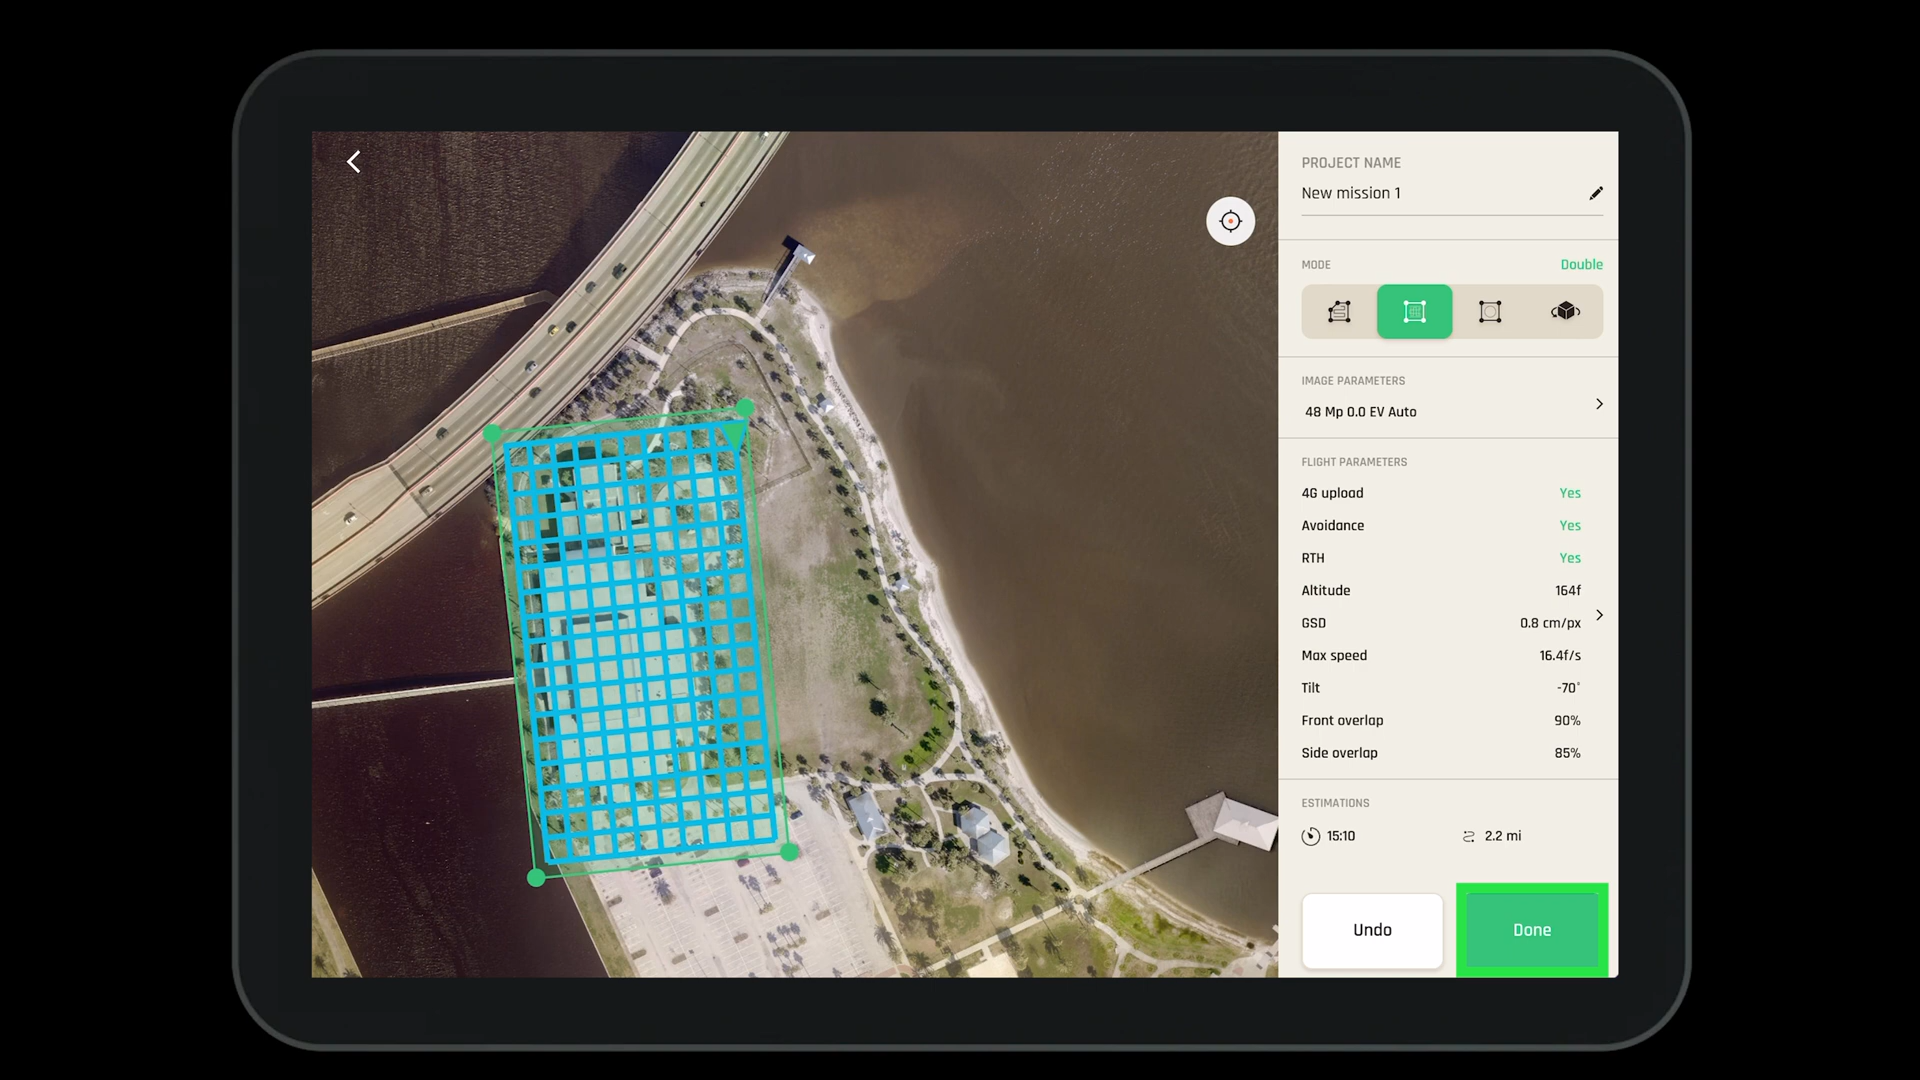 PROJECT NAME
New mission 1
MODE Double
IMAGE PARAMETERS
48 Mp 0.0 EV Auto
FLIGHT PARAMETERS
4G upload Yes
Avoidance Yes
RTH Yes
Altitude 164f
GSD 0.8 cm/px
Max speed 16.4f/s
Tilt -70°
Front overlap 90%
Side overlap 85%
ESTIMATIONS
15:10 2.2 mi
Undo Done